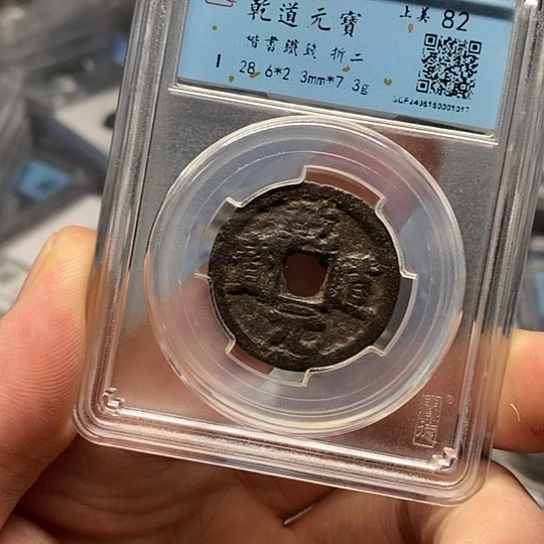 乾道元寶
上美 82
楷書鐵錢 折二
1 28.6*2.3mm*7.3g